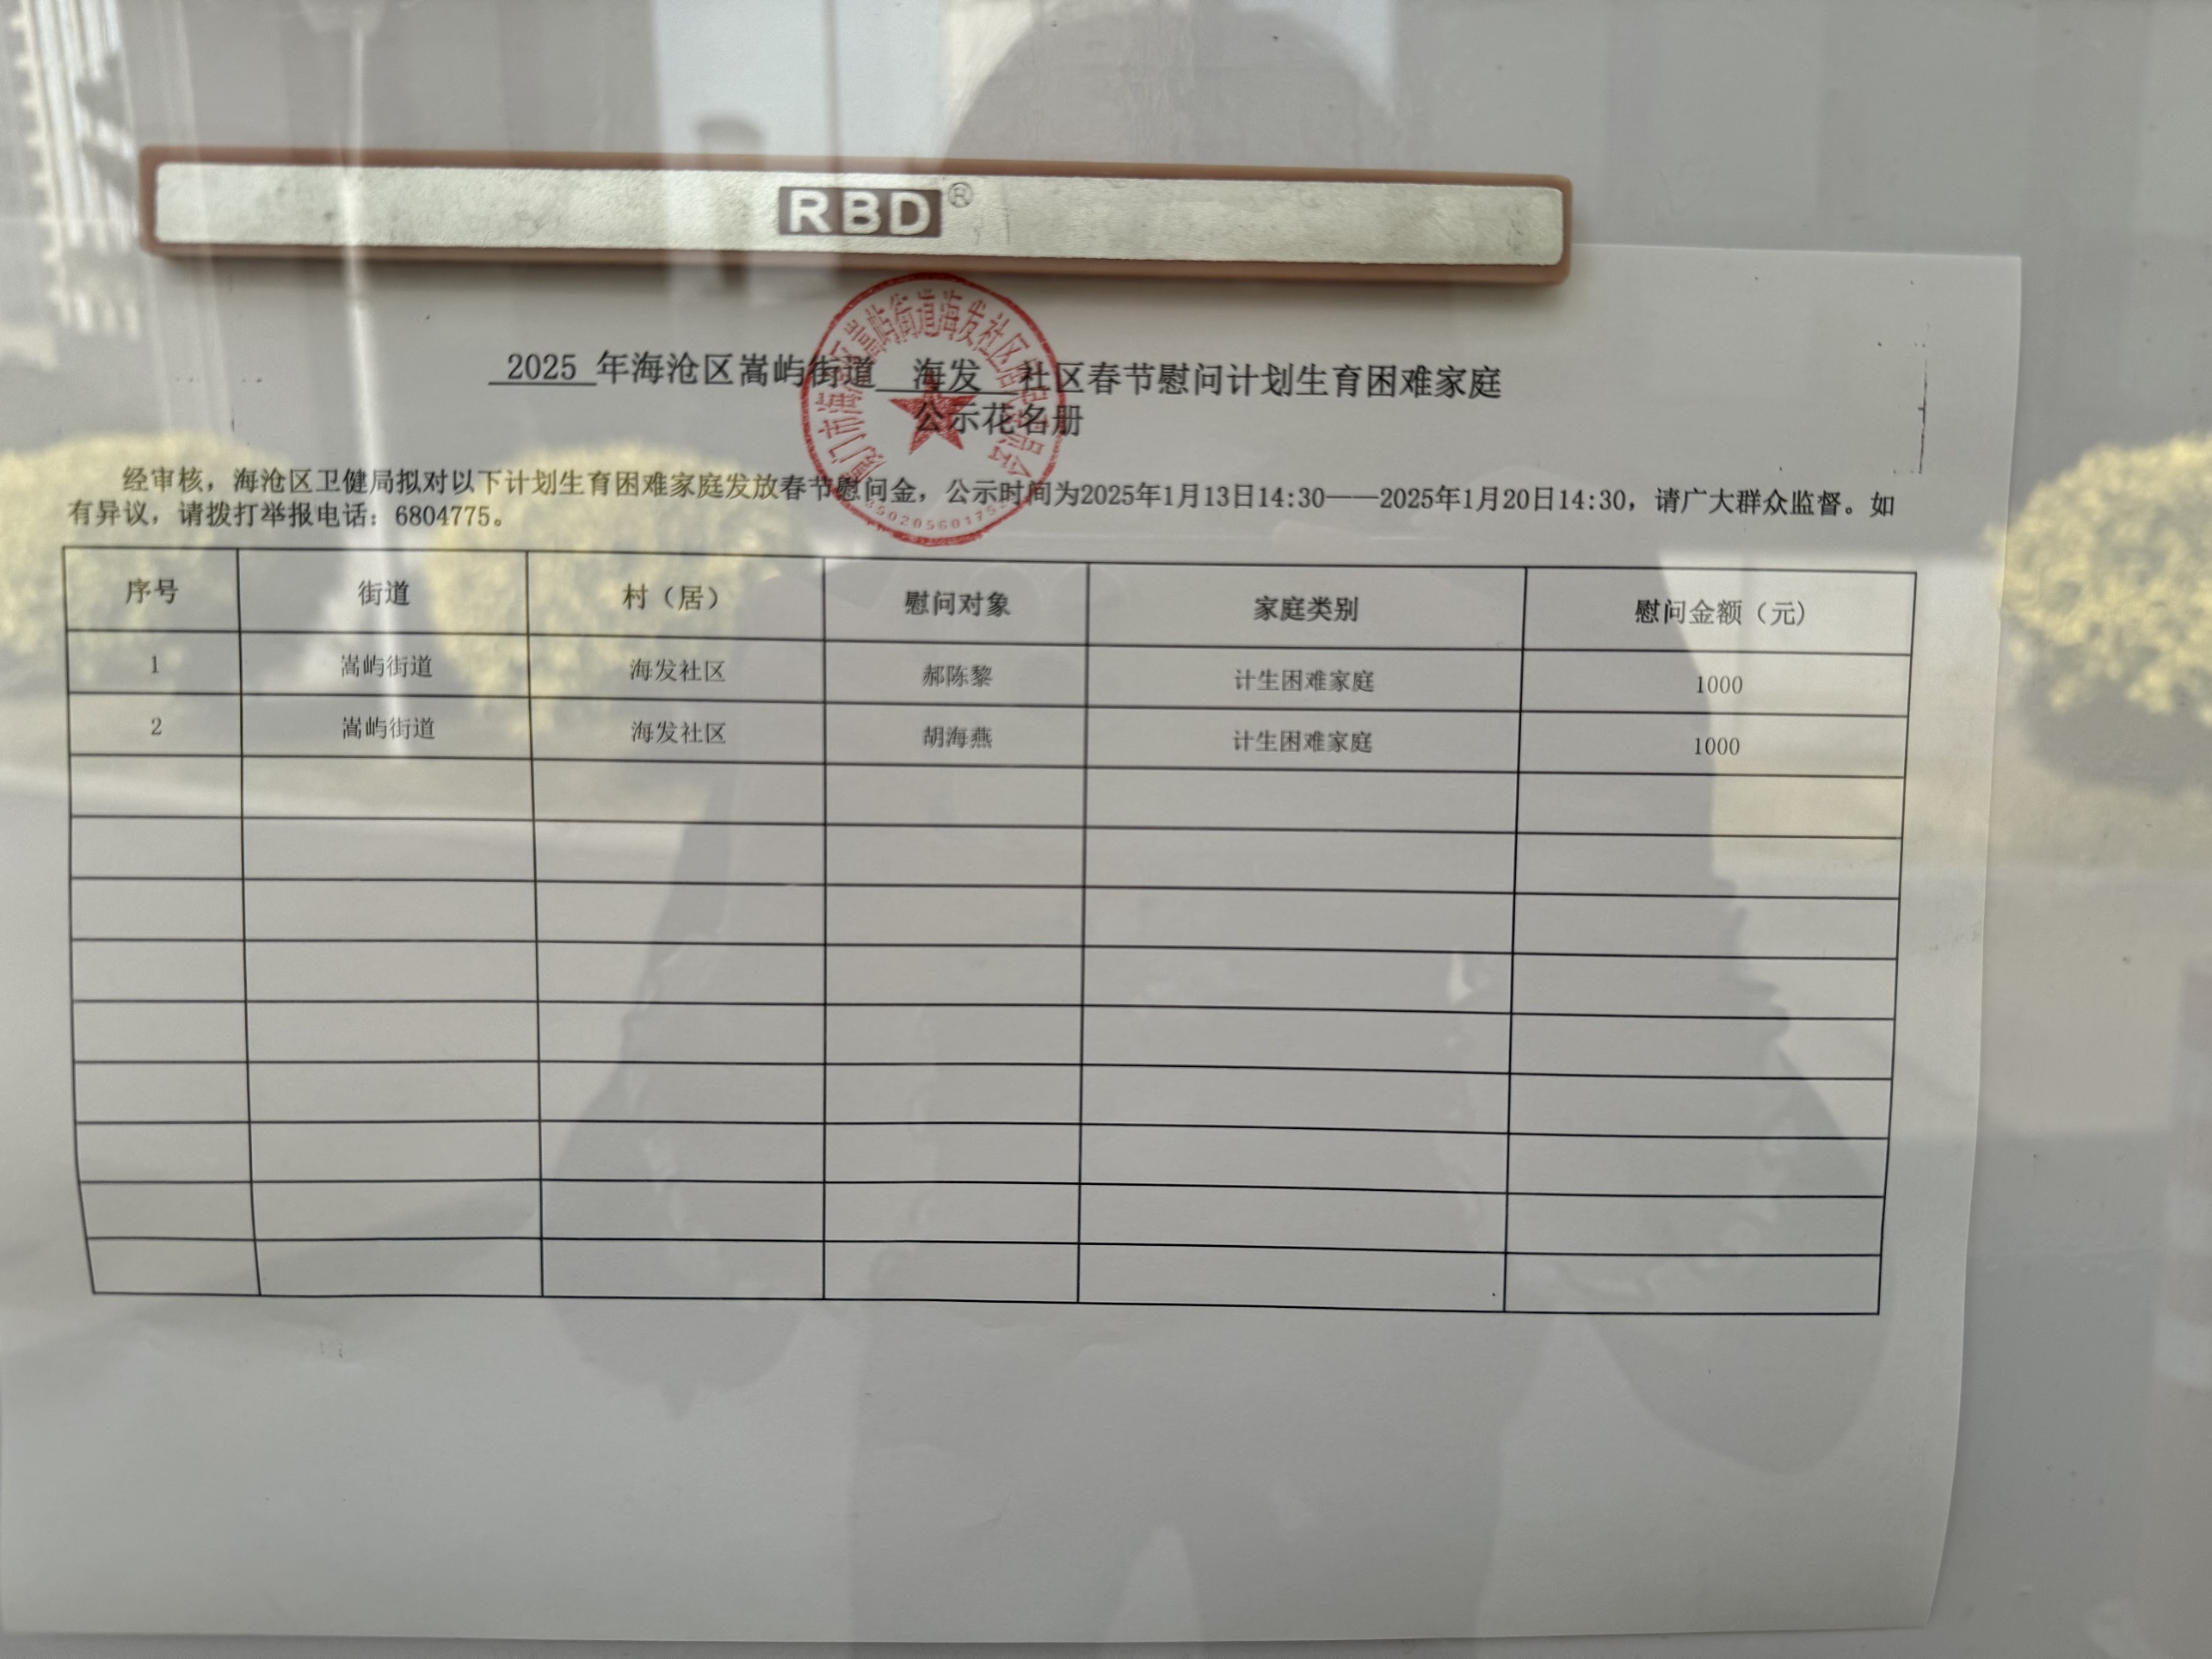 RBD®
2025 年海沧区嵩屿街道 海发 社区春节慰问计划生育困难家庭
公示花名册
经审核，海沧区卫健局拟对以下计划生育困难家庭发放春节慰问金，公示时间为2025年1月13日14:30——2025年1月20日14:30，请广大群众监督。如
有异议，请拨打举报电话：6804775。
序号 街道 村（居） 慰问对象 家庭类别 慰问金额（元）
1 嵩屿街道 海发社区 郝陈黎 计生困难家庭 1000
2 嵩屿街道 海发社区 胡海燕 计生困难家庭 1000